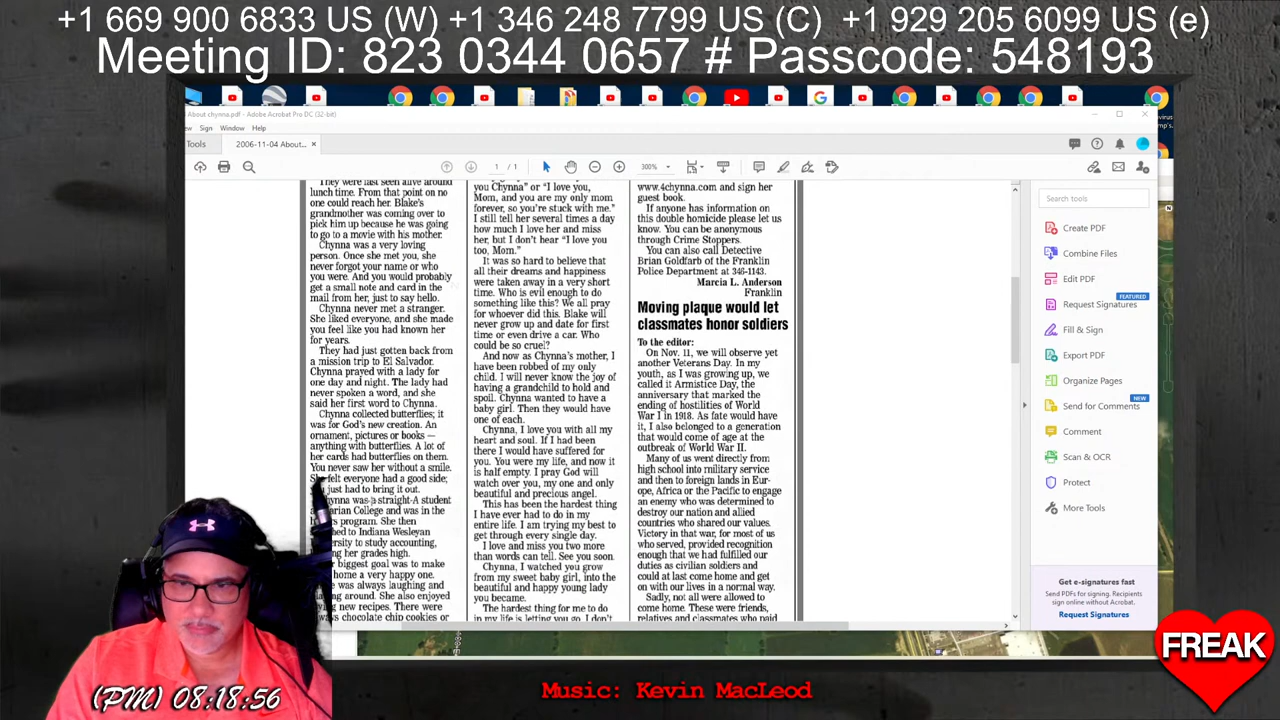 +1 669 900 6833 US (W) +1 346 248 7799 US (C) +1 929 205 6099 US (e)
Meeting ID: 823 0344 0657 # Passcode: 548193
About chynna.pdf - Adobe Acrobat Pro DC (32-bit)
Sign Window Help
Tools
2006-11-04 About...
1 / 1
300%
They were last seen alive around
lunch time. From that point on no
one could reach her. Blake's
grandmother was coming over to
pick him up because he was going
to go to a movie with his mother.
Chynna was a very loving
person. Once she met you, she
never forgot your name or who
you were. And you would probably
get a small note and card in the
mail from her, just to say hello.
Chynna never met a stranger.
She liked everyone, and she made
you feel like you had known her
for years.
They had just gotten back from
a mission trip to El Salvador.
Chynna prayed with a lady for
one day and night. The lady had
never spoken a word, and she
said her first word to Chynna.
Chynna collected butterflies; it
was for God's new creation. An
ornament, pictures or books —
anything with butterflies. A lot of
her cards had butterflies on them.
You never saw her without a smile.
She felt everyone had a good side;
just had to bring it out.
was a straight-A student
College and was in the
program. She then
to Indiana Wesleyan
to study accounting,
her grades high.
biggest goal was to make
home a very happy one.
was always laughing and
around. She also enjoyed
new recipes. There were
chocolate chip cookies or
you Chynna" or "I love you,
Mom, and you are my only mom
forever, so you're stuck with me."
I still tell her several times a day
how much I love her and miss
her, but I don't hear "I love you
too, Mom."
It was so hard to believe that
all their dreams and happiness
were taken away in a very short
time. Who is evil enough to do
something like this? We all pray
for whoever did this. Blake will
never grow up and date for first
time or even drive a car. Who
could be so cruel?
And now as Chynna's mother, I
have been robbed of my only
child. I will never know the joy of
having a grandchild to hold and
spoil. Chynna wanted to have a
baby girl. Then they would have
one of each.
Chynna, I love you with all my
heart and soul. If I had been
there I would have suffered for
you. You were my life, and now it
is half empty. I pray God will
watch over you, my one and only
beautiful and precious angel.
This has been the hardest thing
I have ever had to do in my
entire life. I am trying my best to
get through every single day.
I love and miss you two more
than words can tell. See you soon.
Chynna, I watched you grow
from my sweet baby girl, into the
beautiful and happy young lady
you became.
The hardest thing for me to do
in my life is letting you go. I don't
www.4chynna.com and sign her
guest book.
If anyone has information on
this double homicide please let us
know. You can be anonymous
through Crime Stoppers.
You can also call Detective
Brian Goldfarb of the Franklin
Police Department at 346-1143.
Marcia L. Anderson
Franklin
Moving plaque would let
classmates honor soldiers
To the editor:
On Nov. 11, we will observe yet
another Veterans Day. In my
youth, as I was growing up, we
called it Armistice Day, the
anniversary that marked the
ending of hostilities of World
War I in 1918. As fate would have
it, I also belonged to a generation
that would come of age at the
outbreak of World War II.
Many of us went directly from
high school into military service
and then to foreign lands in Eur-
ope, Africa or the Pacific to engage
an enemy who was determined to
destroy our nation and allied
countries who shared our values.
Victory in that war, for most of us
who served, provided recognition
enough that we had fulfilled our
duties as civilian soldiers and
could at last come home and get
on with our lives in a normal way.
Sadly, not all were allowed to
come home. These were friends,
relatives and classmates who paid
Search tools
Create PDF
Combine Files
Edit PDF
FEATURED
Request Signatures
Fill & Sign
Export PDF
Organize Pages
NEW
Send for Comments
Comment
Scan & OCR
Protect
More Tools
Get e-signatures fast
Send PDFs for signing. Recipients
sign online without Acrobat.
Request Signatures
FREAK
(PM) 08:18:56
Music: Kevin MacLeod